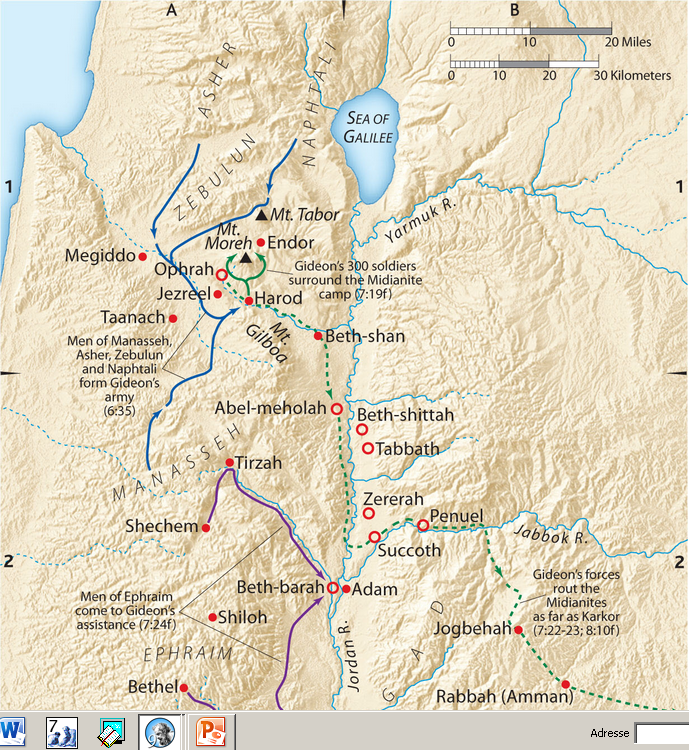 A
B
0
10
20 Miles
0
10
20
30 Kilometers
ASHER
NAPHTALI
SEA OF
GALILEE
ZEBULUN
1
1
Mt. Tabor
Yarmuk R.
Mt.
Moreh
Endor
Megiddo
Ophrah
Gideon's 300 soldiers
surround the Midianite
camp (7:19f)
Jezreel
Harod
Taanach
Mt.
Gilboa
Beth-shan
Men of Manasseh,
Asher, Zebulun
and Naphtali
form Gideon's
army
(6:35)
Abel-meholah
Beth-shittah
Tabbath
MANASSEH
Tirzah
Zererah
Penuel
Shechem
Jabbok R.
Succoth
2
2
Gideon's forces
rout the
Midianites
as far as Karkor
(7:22-23; 8:10f)
Beth-barah
Adam
Men of Ephraim
come to Gideon's
assistance (7:24f)
Shiloh
Jogbehah
EPHRAIM
Jordan R.
GAD
Bethel
Rabbah (Amman)
W
7
P
Adresse